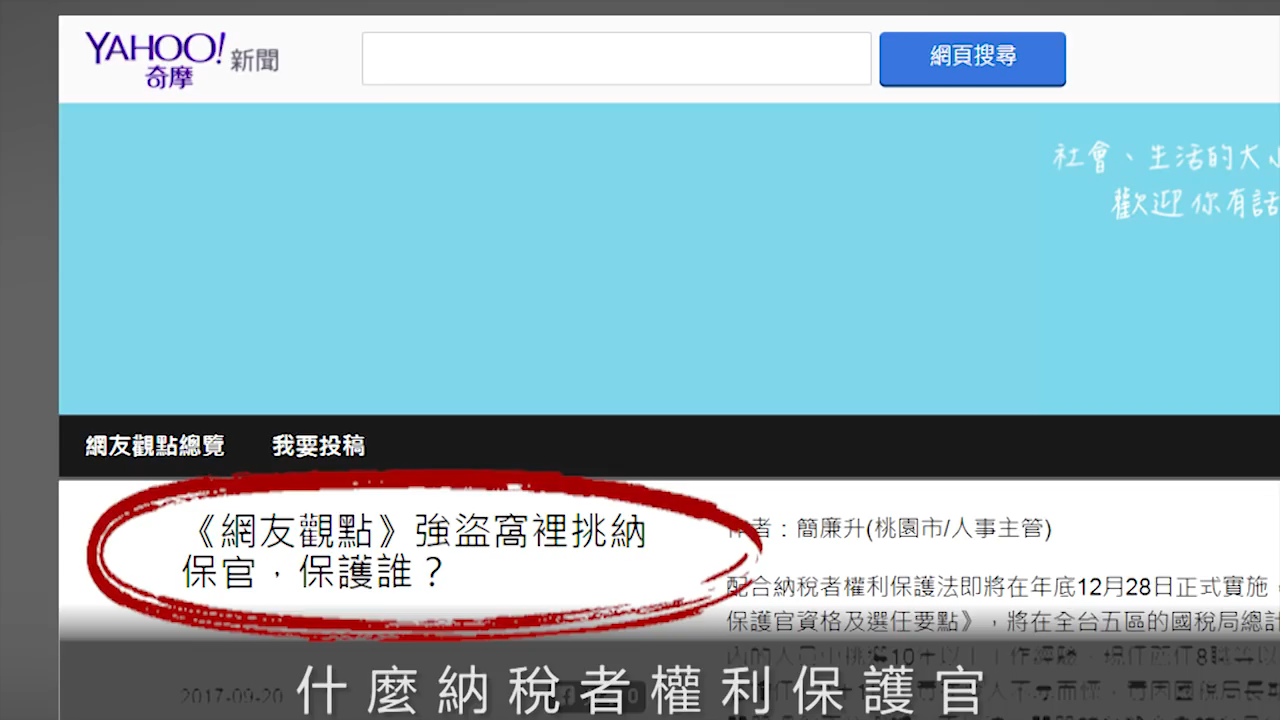 YAHOO!
奇摩
新聞
網頁搜尋
社會、生活的大小
歡迎你有話
網友觀點總覽
我要投稿
《網友觀點》強盜窩裡挑納
保官，保護誰？
作者：簡廉升(桃園市/人事主管)
配合納稅者權利保護法即將在年底12月28日正式實施，
保護官資格及選任要點》，將在全台五區的國稅局總計
2017-09-20
什麼納稅者權利保護官